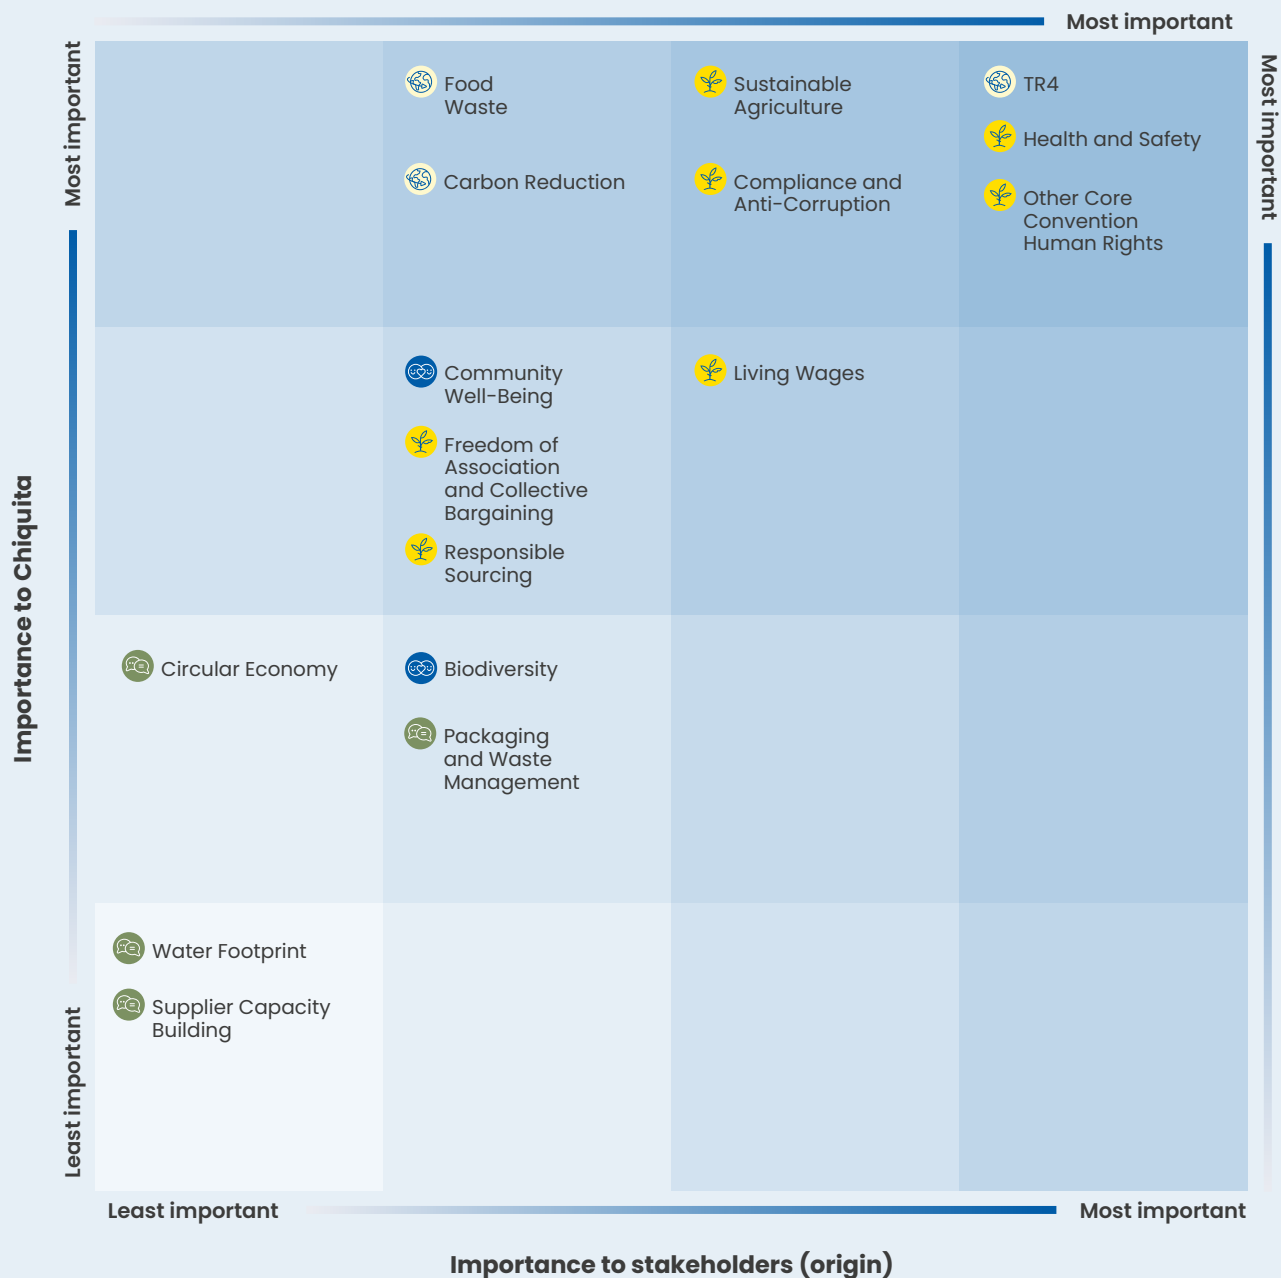 Most important
Most important
Most important
Food
Waste
Sustainable
Agriculture
TR4
Health and Safety
Carbon Reduction
Compliance and
Anti-Corruption
Other Core
Convention
Human Rights
Community
Well-Being
Living Wages
Freedom of
Association
and Collective
Bargaining
Responsible
Sourcing
Importance to Chiquita
Circular Economy
Biodiversity
Packaging
and Waste
Management
Water Footprint
Supplier Capacity
Building
Least important
Least important
Most important
Importance to stakeholders (origin)